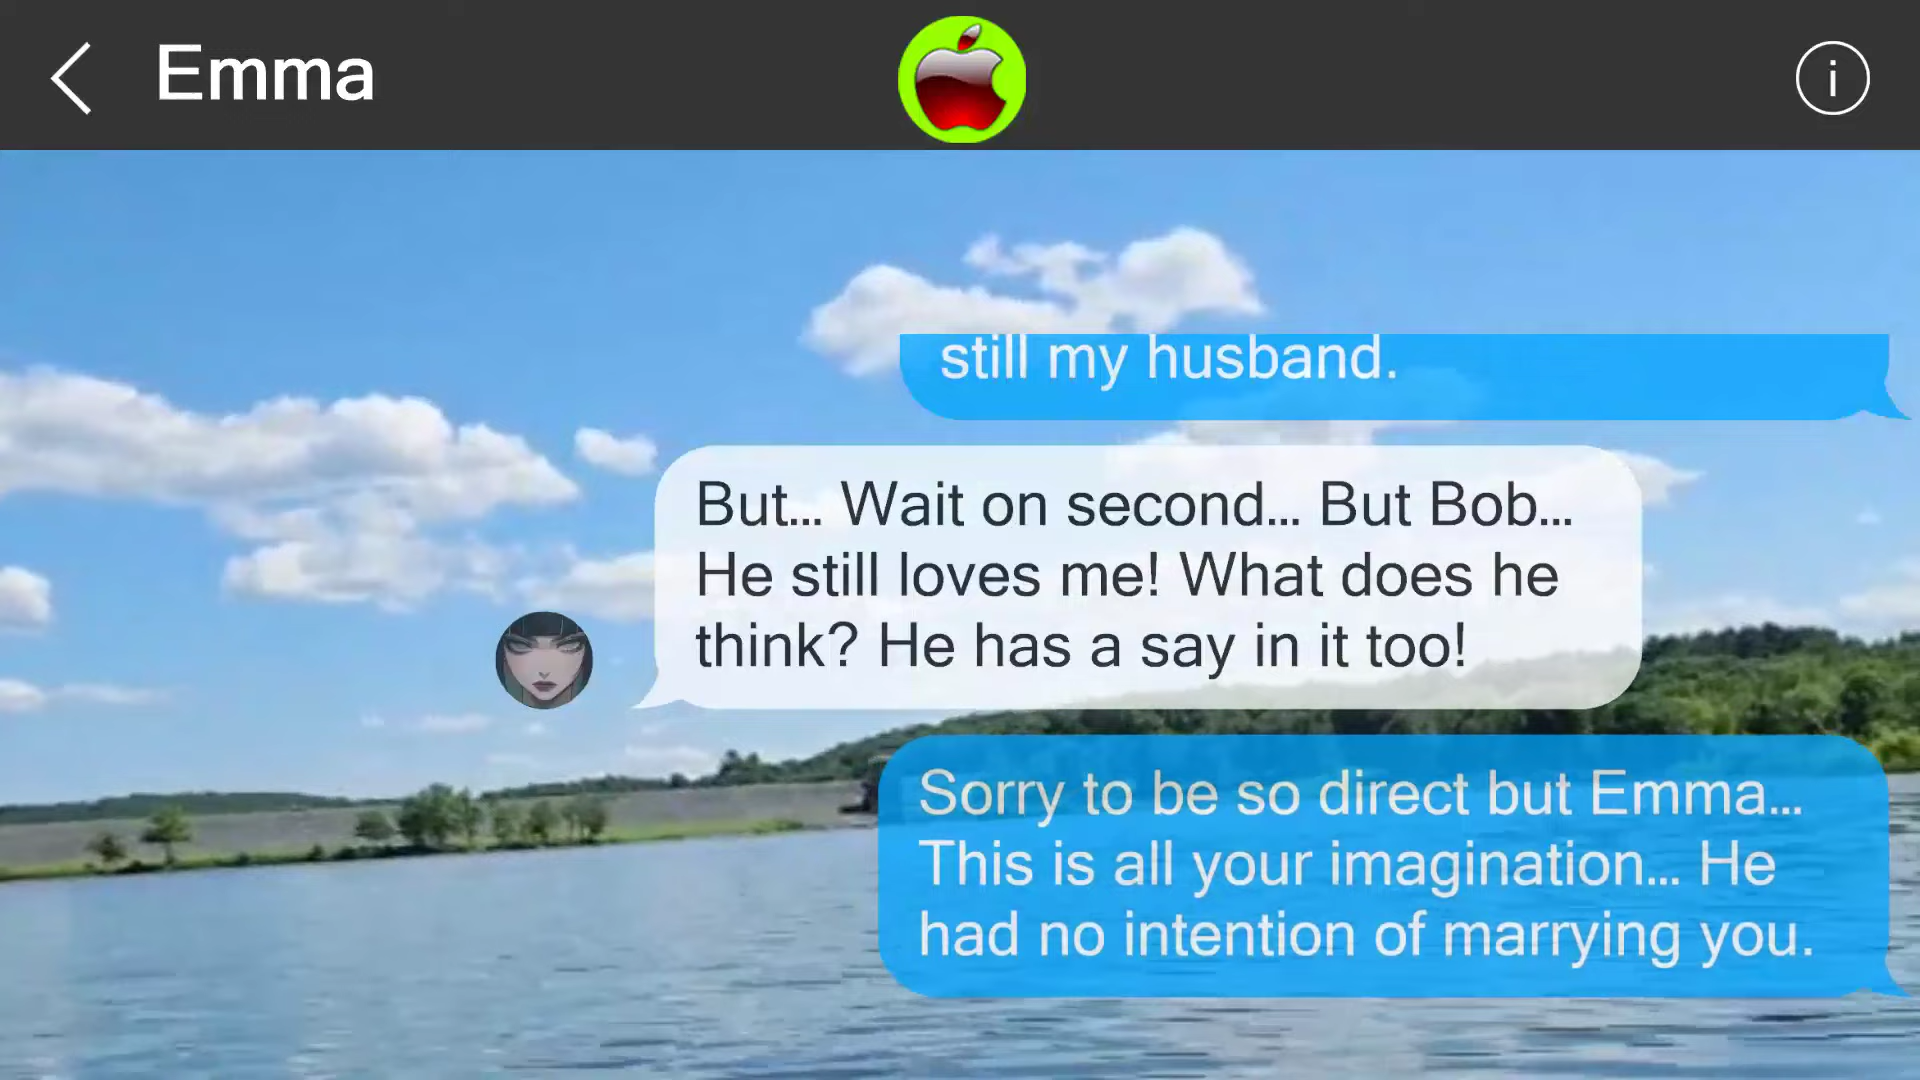 Emma
i
still my husband.
But... Wait on second... But Bob...
He still loves me! What does he
think? He has a say in it too!
Sorry to be so direct but Emma...
This is all your imagination... He
had no intention of marrying you.